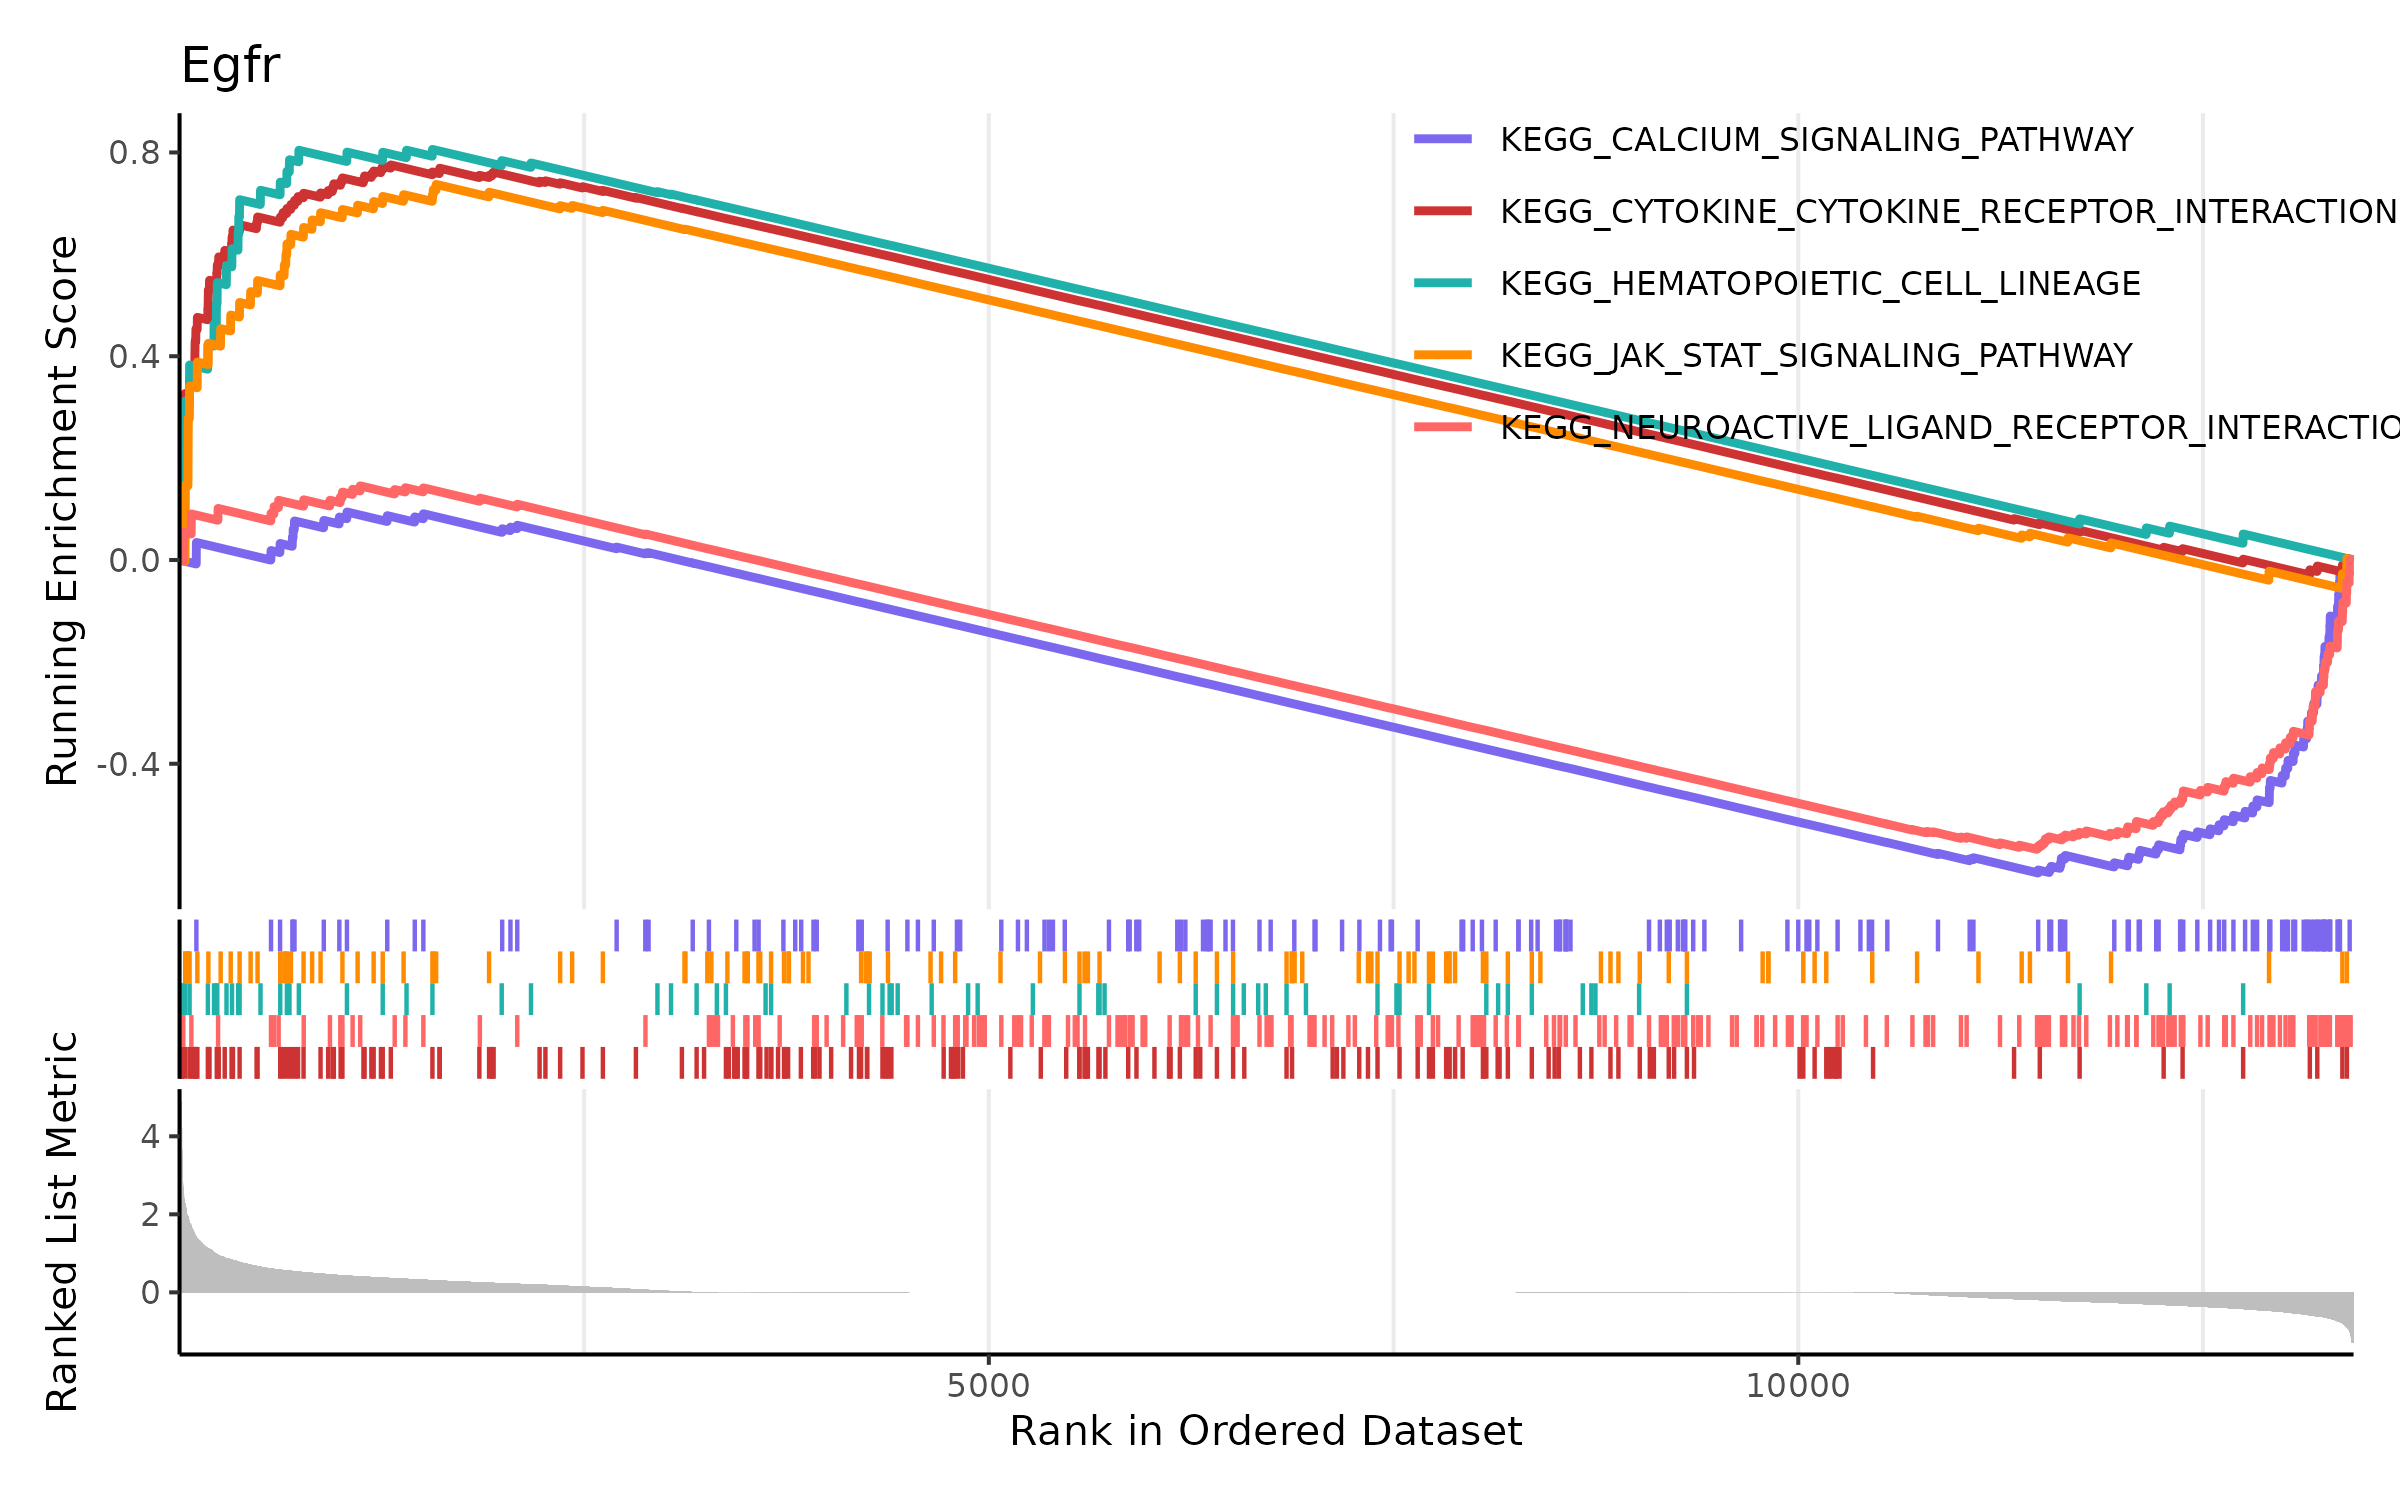 Egfr
KEGG_CALCIUM_SIGNALING_PATHWAY
KEGG_CYTOKINE_CYTOKINE_RECEPTOR_INTERACTION
KEGG_HEMATOPOIETIC_CELL_LINEAGE
KEGG_JAK_STAT_SIGNALING_PATHWAY
KEGG_NEUROACTIVE_LIGAND_RECEPTOR_INTERACTIO
Running Enrichment Score
0.8
0.4
0.0
-0.4
Ranked List Metric
4
2
0
5000
10000
Rank in Ordered Dataset